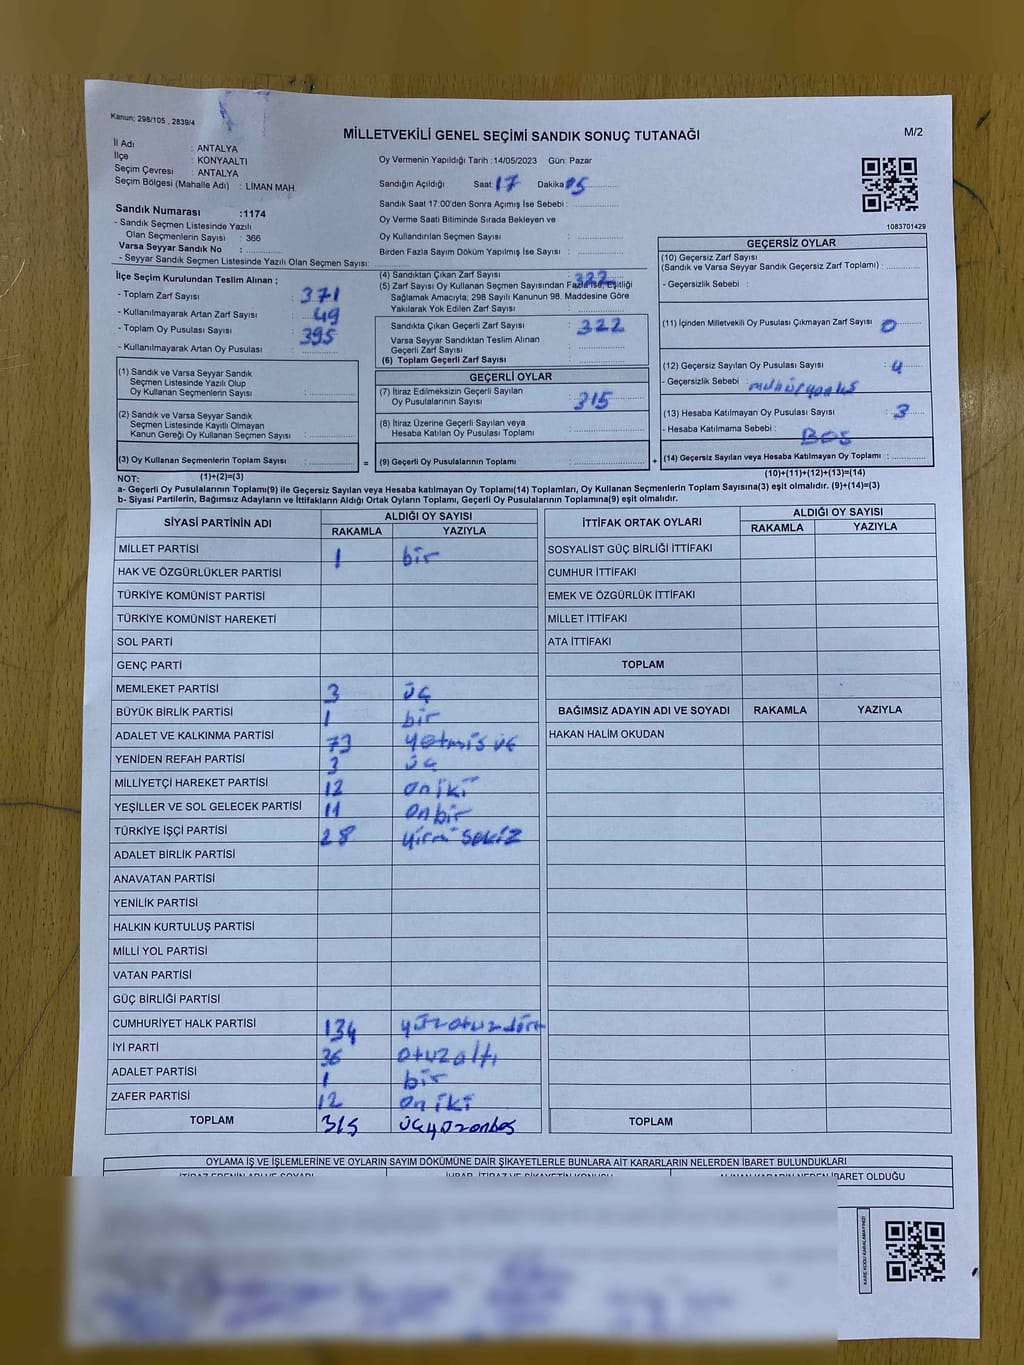 Kanun; 298/105 , 2839/4
MİLLETVEKİLİ GENEL SEÇİMİ SANDIK SONUÇ TUTANAĞI
M/2
İl Adı : ANTALYA
İlçe : KONYAALTI
Seçim Çevresi : ANTALYA
Seçim Bölgesi (Mahalle Adı) : LİMAN MAH.
Sandık Numarası :1174
- Sandık Seçmen Listesinde Yazılı
Olan Seçmenlerin Sayısı : 366
Varsa Seyyar Sandık No :
- Seyyar Sandık Seçmen Listesinde Yazılı Olan Seçmen Sayısı:
Oy Vermenin Yapıldığı Tarih :14/05/2023 Gün: Pazar
Sandığın Açıldığı Saat: 17 Dakika 05
Sandık Saat 17.00'den Sonra Açımış İse Sebebi :
Oy Verme Saati Bitiminde Sırada Bekleyen ve
Oy Kullandırılan Seçmen Sayısı :
Birden Fazla Sayım Döküm Yapılmış İse Sayısı :
1083701429
İlçe Seçim Kurulundan Teslim Alınan ;
- Toplam Zarf Sayısı : 371
- Kullanılmayarak Artan Zarf Sayısı : 49
- Toplam Oy Pusulası Sayısı : 395
- Kullanılmayarak Artan Oy Pusulası :
(1) Sandık ve Varsa Seyyar Sandık
Seçmen Listesinde Yazılı Olup
Oy Kullanan Seçmenlerin Sayısı :
(2) Sandık ve Varsa Seyyar Sandık
Seçmen Listesinde Kayıtlı Olmayan
Kanun Gereği Oy Kullanan Seçmen Sayısı :
(3) Oy Kullanan Seçmenlerin Toplam Sayısı :
(1)+(2)=(3)
(4) Sandıktan Çıkan Zarf Sayısı : 322
(5) Zarf Sayısı Oy Kullanan Seçmen Sayısından Fazla İse, Eşitliği
Sağlamak Amacıyla; 298 Sayılı Kanunun 98. Maddesine Göre
Yakılarak Yok Edilen Zarf Sayısı :
Sandıkta Çıkan Geçerli Zarf Sayısı : 322
Varsa Seyyar Sandıktan Teslim Alınan
Geçerli Zarf Sayısı :
(6) Toplam Geçerli Zarf Sayısı :
GEÇERLİ OYLAR
(7) İtiraz Edilmeksizin Geçerli Sayılan
Oy Pusulalarının Sayısı : 315
(8) İtiraz Üzerine Geçerli Sayılan veya
Hesaba Katılan Oy Pusulası Toplamı :
= (9) Geçerli Oy Pusulalarının Toplamı : +
GEÇERSİZ OYLAR
(10) Geçersiz Zarf Sayısı
(Sandık ve Varsa Seyyar Sandık Geçersiz Zarf Toplamı) :
- Geçersizlik Sebebi :
(11) İçinden Milletvekili Oy Pusulası Çıkmayan Zarf Sayısı : 0
(12) Geçersiz Sayılan Oy Pusulası Sayısı : 4
- Geçersizlik Sebebi :
(13) Hesaba Katılmayan Oy Pusulası Sayısı : 3
- Hesaba Katılmama Sebebi : BOŞ
(14) Geçersiz Sayılan veya Hesaba Katılmayan Oy Toplamı :
(10)+(11)+(12)+(13)=(14)
NOT:
a- Geçerli Oy Pusulalarının Toplamı(9) ile Geçersiz Sayılan veya Hesaba katılmayan Oy Toplamı(14) Toplamları, Oy Kullanan Seçmenlerin Toplam Sayısına(3) eşit olmalıdır. (9)+(14)=(3)
b- Siyasi Partilerin, Bağımsız Adayların ve İttifakların Aldığı Ortak Oyların Toplamı, Geçerli Oy Pusulalarının Toplamına(9) eşit olmalıdır.
SİYASİ PARTİNİN ADI ALDIĞI OY SAYISI
RAKAMLA YAZIYLA
MİLLET PARTİSİ 1 bir
HAK VE ÖZGÜRLÜKLER PARTİSİ
TÜRKİYE KOMÜNİST PARTİSİ
TÜRKİYE KOMÜNİST HAREKETİ
SOL PARTİ
GENÇ PARTİ
MEMLEKET PARTİSİ 3 üç
BÜYÜK BİRLİK PARTİSİ 1 bir
ADALET VE KALKINMA PARTİSİ 73 yetmiş üç
YENİDEN REFAH PARTİSİ 3 üç
MİLLİYETÇİ HAREKET PARTİSİ 12 on iki
YEŞİLLER VE SOL GELECEK PARTİSİ 11 onbir
TÜRKİYE İŞÇİ PARTİSİ 28 yirmi sekiz
ADALET BİRLİK PARTİSİ
ANAVATAN PARTİSİ
YENİLİK PARTİSİ
HALKIN KURTULUŞ PARTİSİ
MİLLİ YOL PARTİSİ
VATAN PARTİSİ
GÜÇ BİRLİĞİ PARTİSİ
CUMHURİYET HALK PARTİSİ 134 yüzotuzdört
İYİ PARTİ 36 otuzaltı
ADALET PARTİSİ 1 bir
ZAFER PARTİSİ 12 on iki
TOPLAM 315 üçyüzonbeş
İTTİFAK ORTAK OYLARI ALDIĞI OY SAYISI
RAKAMLA YAZIYLA
SOSYALİST GÜÇ BİRLİĞİ İTTİFAKI
CUMHUR İTTİFAKI
EMEK VE ÖZGÜRLÜK İTTİFAKI
MİLLET İTTİFAKI
ATA İTTİFAKI
TOPLAM
BAĞIMSIZ ADAYIN ADI VE SOYADI RAKAMLA YAZIYLA
HAKAN HALİM OKUDAN
TOPLAM
OYLAMA İŞ VE İŞLEMLERİNE VE OYLARIN SAYIM DÖKÜMÜNE DAİR ŞİKAYETLERLE BUNLARA AİT KARARLARIN NELERDEN İBARET BULUNDUKLARI
İTİRAZ EDENİN ADI VE SOYADI İHBAR, İTİRAZ VE ŞİKAYETİN KONUSU ALINAN KARARIN NEDEN İBARET OLDUĞU
KARE KODU KARALAMAYINIZ!